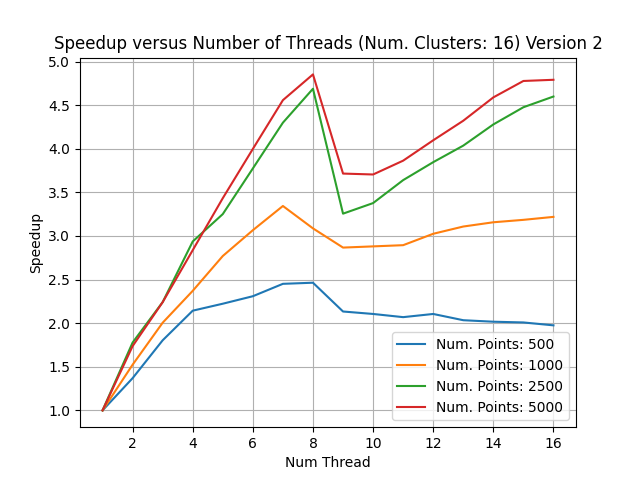 Speedup versus Number of Threads (Num. Clusters: 16) Version 2
5.0
4.5
4.0
3.5
3.0
2.5
2.0
1.5
1.0
Speedup
2 4 6 8 10 12 14 16
Num Thread
Num. Points: 500
Num. Points: 1000
Num. Points: 2500
Num. Points: 5000